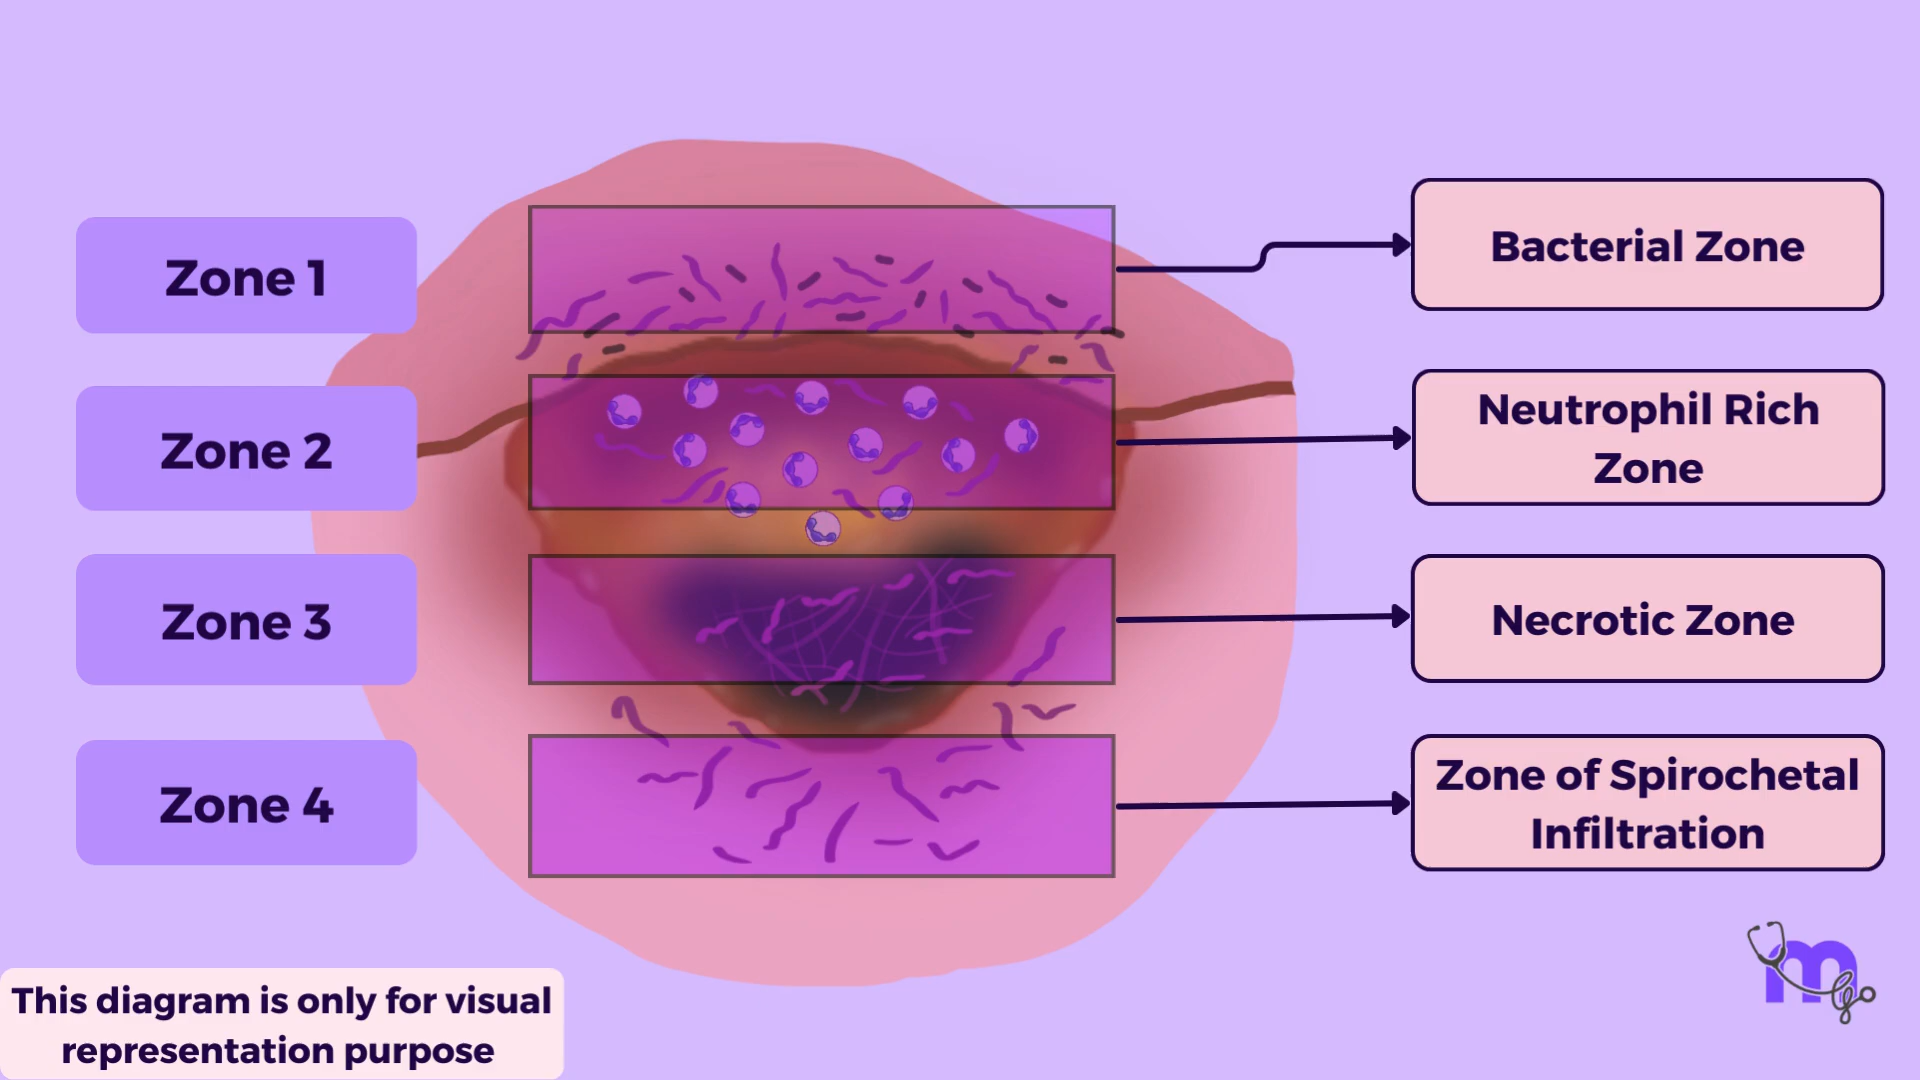 Zone 1
Bacterial Zone
Zone 2
Neutrophil Rich
Zone
Zone 3
Necrotic Zone
Zone 4
Zone of Spirochetal
Infiltration
This diagram is only for visual
representation purpose
m
go